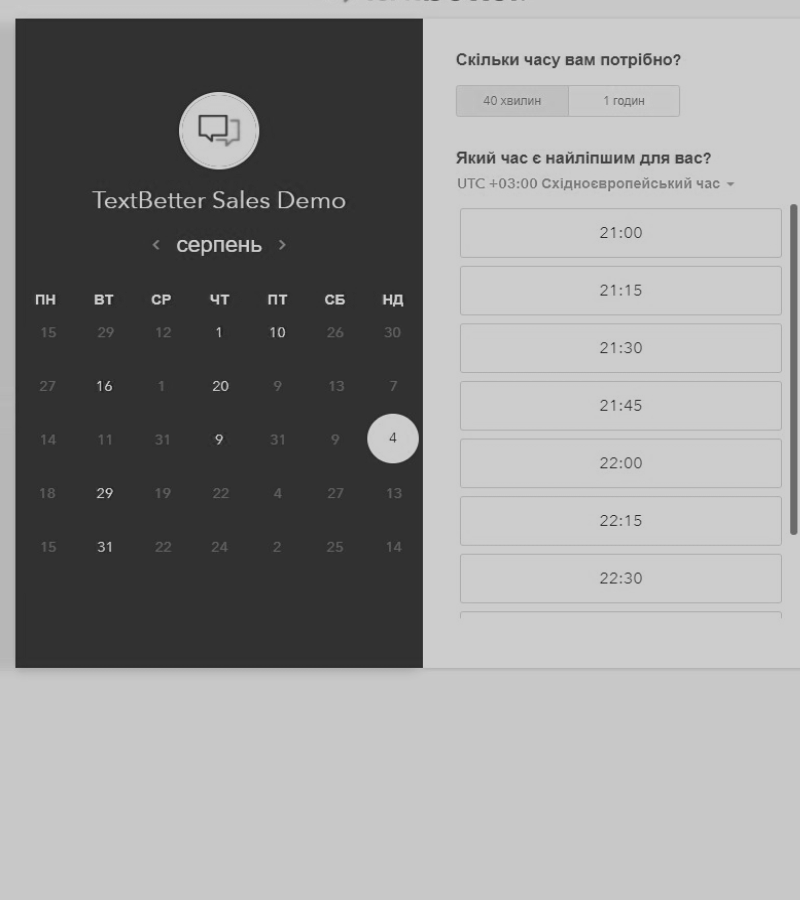 TextBetter Sales Demo
‹ серпень ›
ПН ВТ СР ЧТ ПТ СБ НД
15 29 12 1 10 26 30
27 16 1 20 9 13 7
14 11 31 9 31 9 4
18 29 19 22 4 27 13
15 31 22 24 2 25 14
Скільки часу вам потрібно?
40 хвилин 1 годин
Який час є найліпшим для вас?
UTC +03:00 Східноєвропейський час
21:00
21:15
21:30
21:45
22:00
22:15
22:30